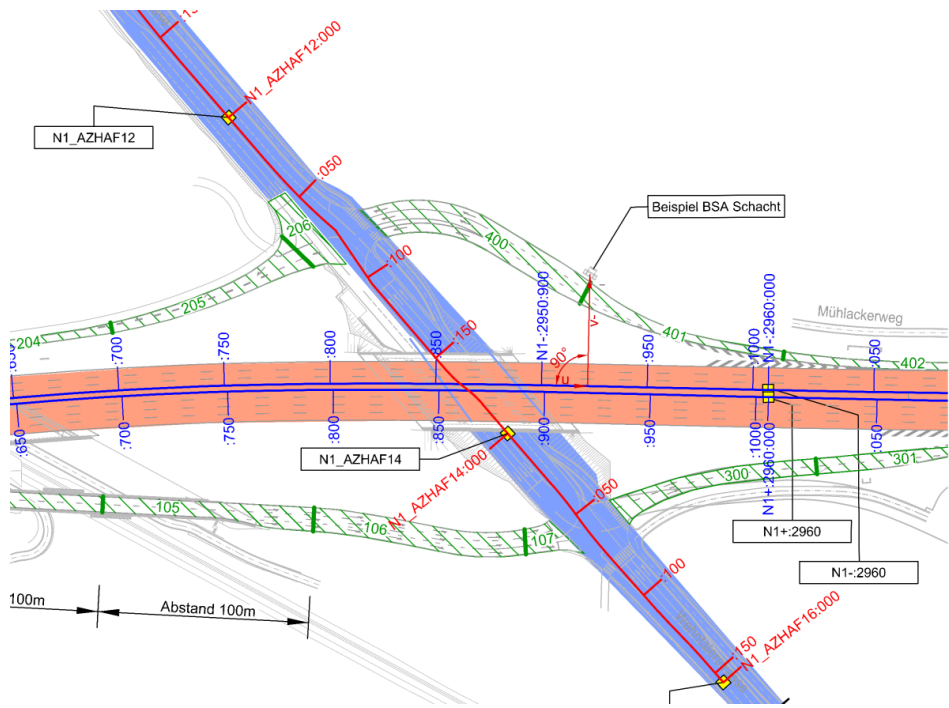 N1_AZHAF12:000
N1_AZHAF12
:050
Beispiel BSA Schacht
206
400
:100
205
204
:700
:750
:800
:850
:150
N1-:2950:900
90°
v-
u
:950
401
:1000
N1-:2960:000
Mühlackerweg
:050
402
:650
:700
:750
:800
:850
:900
:950
:1000
N1+:2960:000
:050
N1_AZHAF14
N1_AZHAF14:000
:050
300
301
105
106
107
N1+:2960
N1-:2960
:100
100m
Abstand 100m
:150
N1_AZHAF16:000